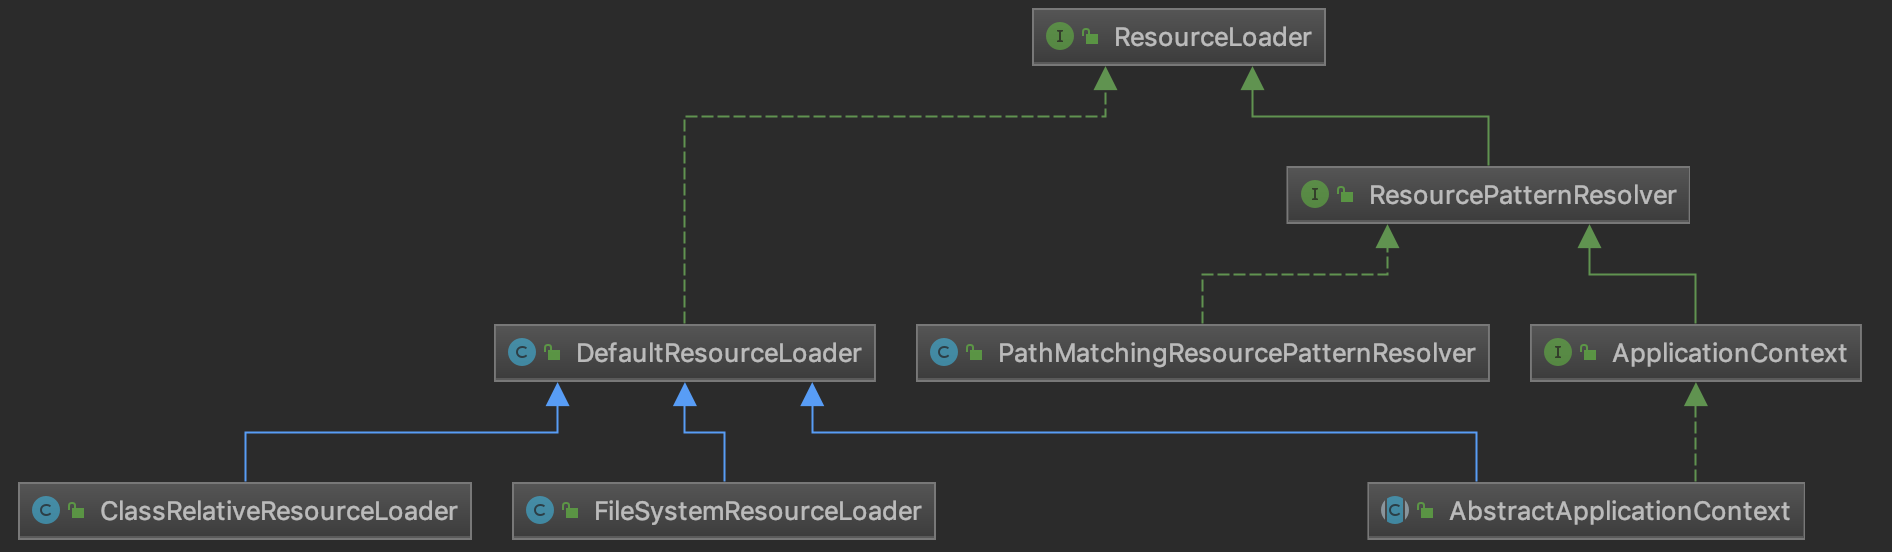 I ResourceLoader
I ResourcePatternResolver
C DefaultResourceLoader
C PathMatchingResourcePatternResolver
I ApplicationContext
C ClassRelativeResourceLoader
C FileSystemResourceLoader
C AbstractApplicationContext